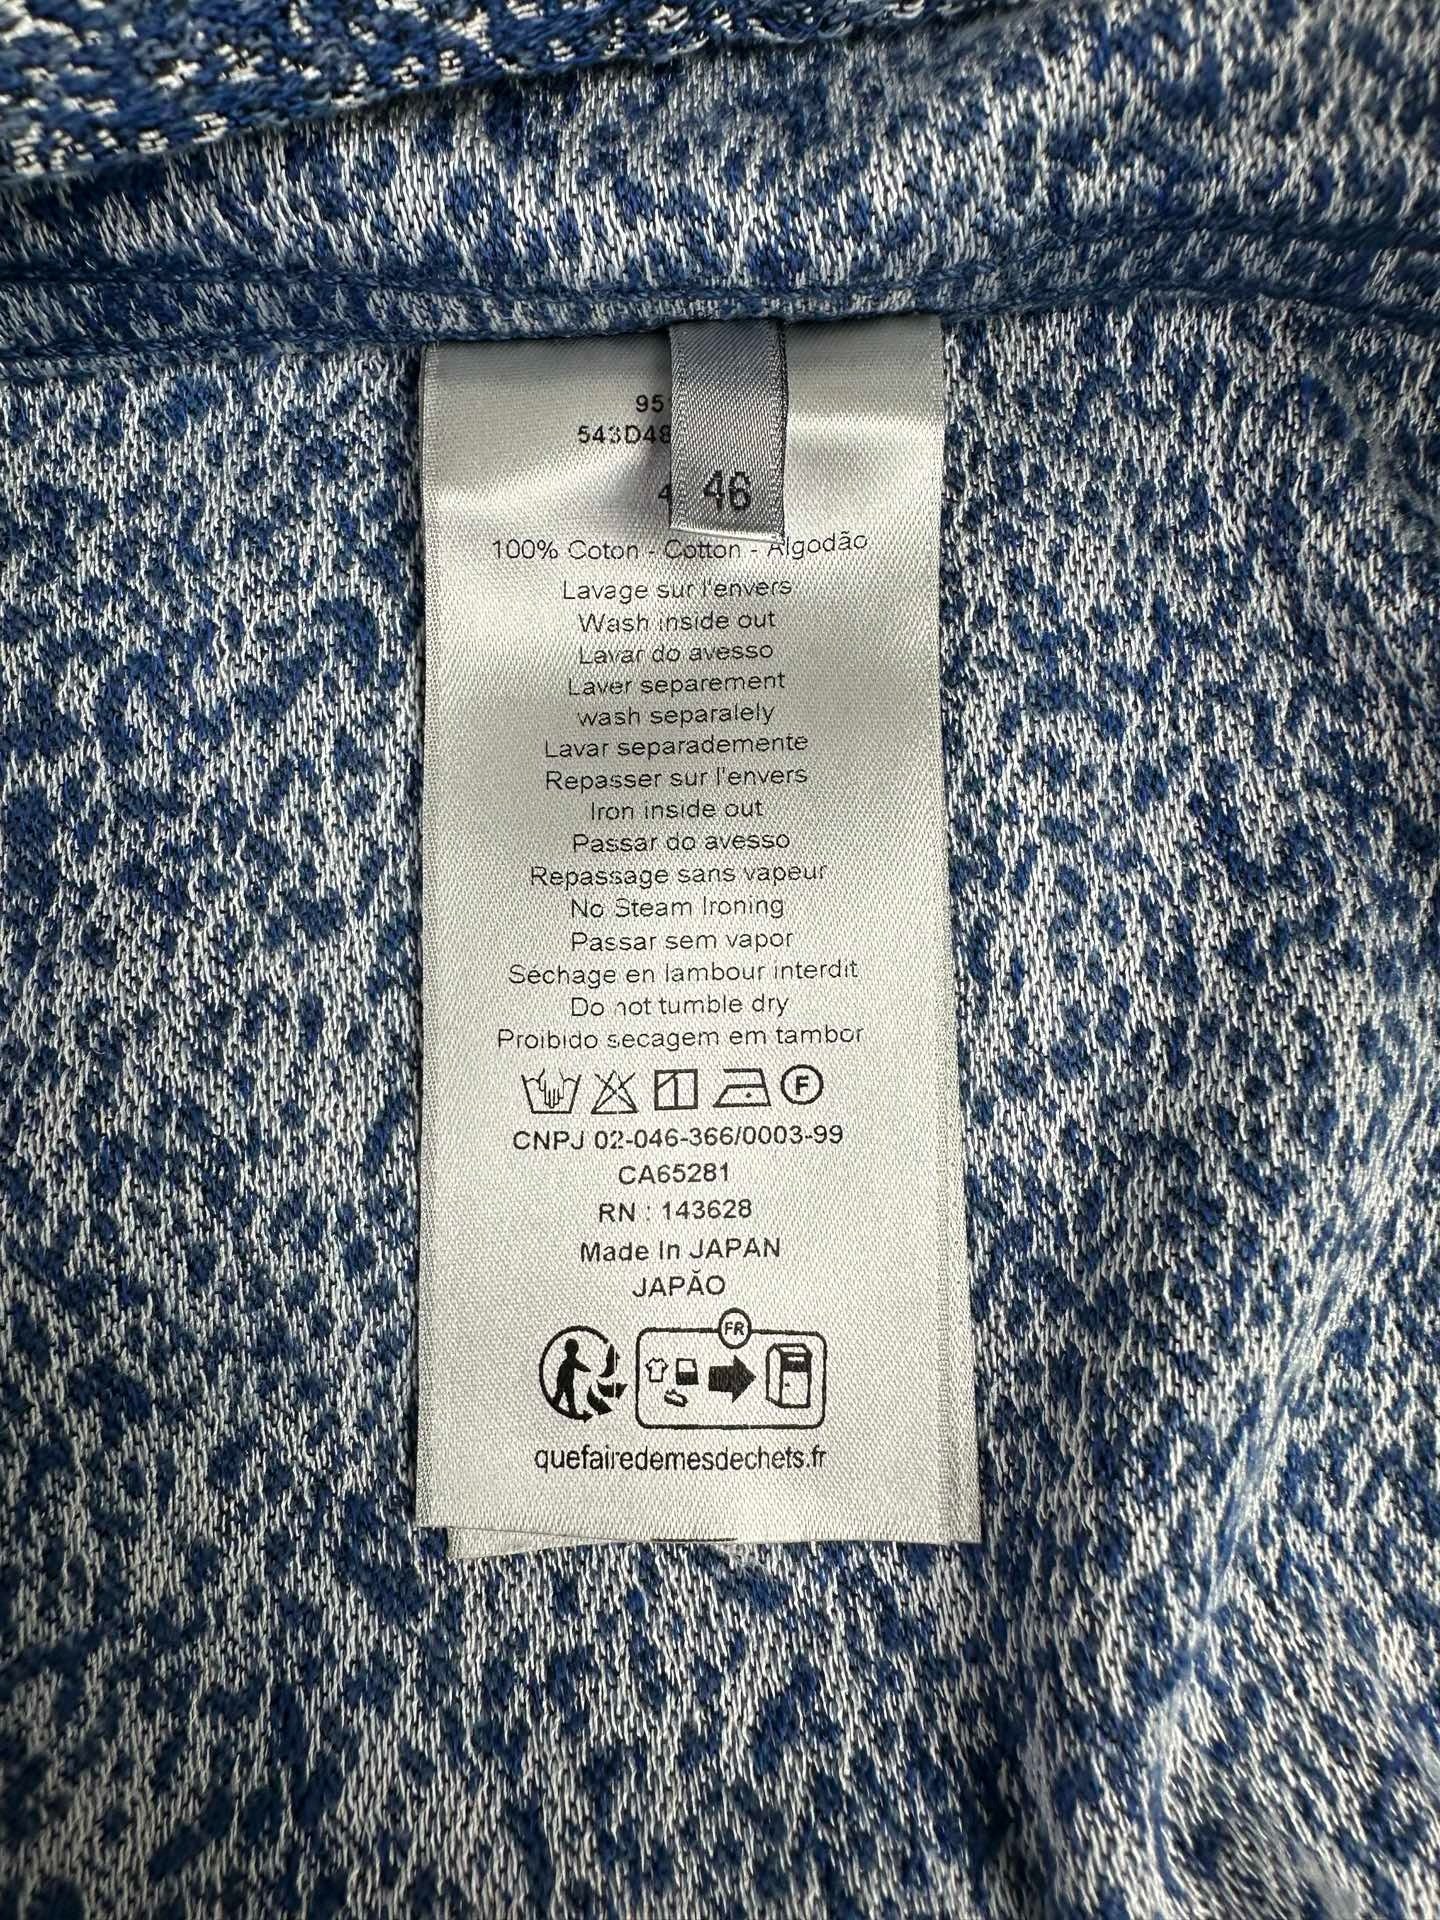 95
543D48
4
46
100% Coton - Cotton - Algodão
Lavage sur l'envers
Wash inside out
Lavar do avesso
Laver separement
wash separalely
Lavar separademente
Repasser sur l'envers
Iron inside out
Passar do avesso
Repassage sans vapeur
No Steam Ironing
Passar sem vapor
Sechage en lambour interdit
Do not tumble dry
Proibido secagem em tambor
F
CNPJ 02-046-366/0003-99
CA65281
RN : 143628
Made In JAPAN
JAPÃO
FR
quefairedemesdechets.fr